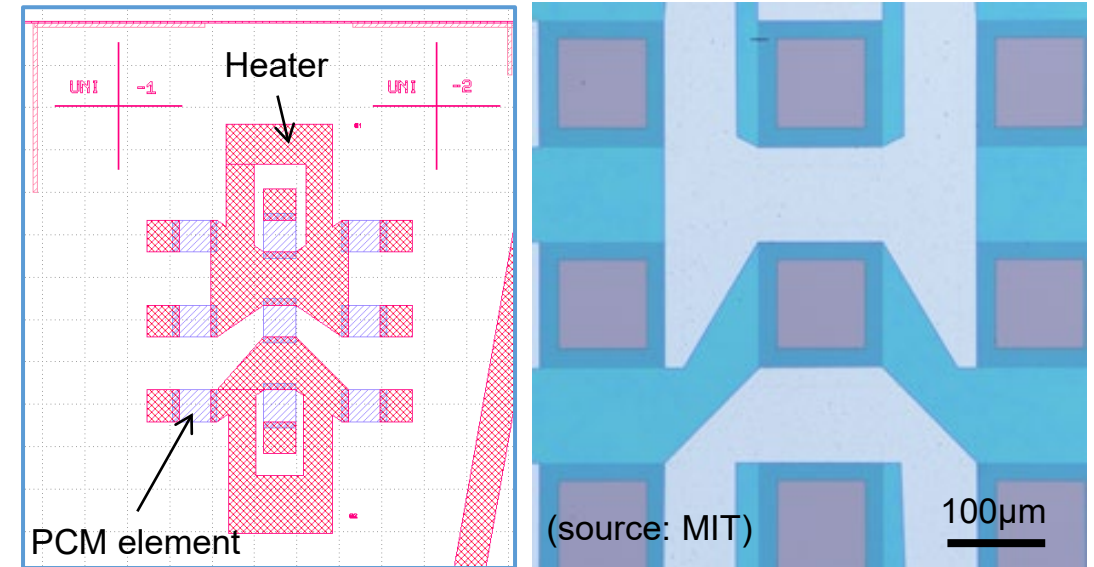 Heater
UNI -1
UNI -2
PCM element
(source: MIT)
100µm